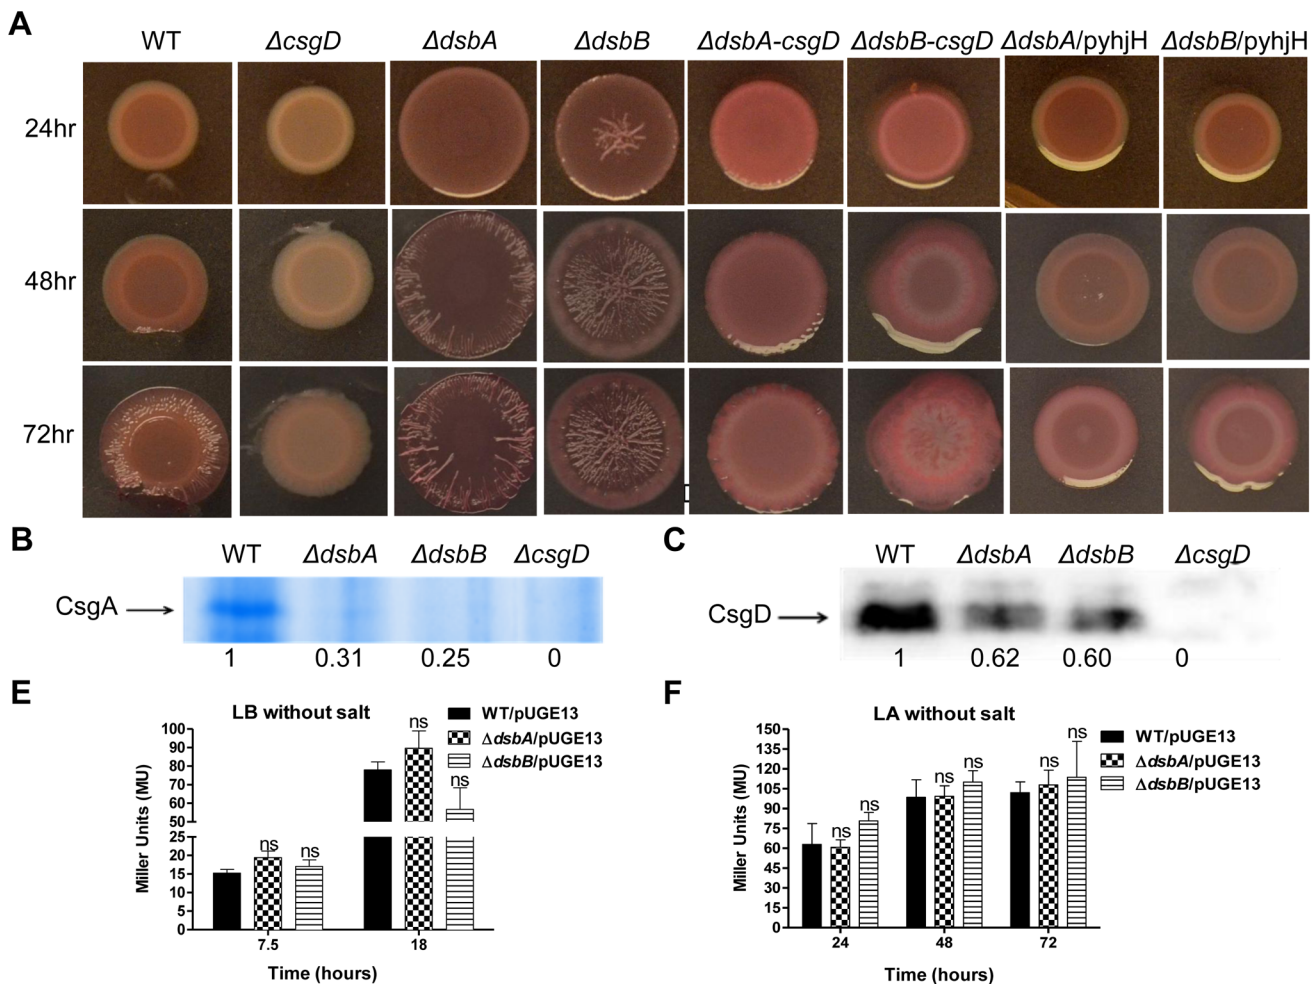 A
WT ΔcsgD ΔdsbA ΔdsbB ΔdsbA-csgD ΔdsbB-csgD ΔdsbA/pyhjH ΔdsbB/pyhjH
24hr
48hr
72hr
B
WT ΔdsbA ΔdsbB ΔcsgD
CsgA
1 0.31 0.25 0
C
WT ΔdsbA ΔdsbB ΔcsgD
CsgD
1 0.62 0.60 0
E
LB without salt
WT/pUGE13
ΔdsbA/pUGE13
ΔdsbB/pUGE13
Miller Units (MU)
100
90
80
70
60
50
25
20
15
10
5
0
ns
ns
ns
ns
7.5 18
Time (hours)
F
LA without salt
WT/pUGE13
ΔdsbA/pUGE13
ΔdsbB/pUGE13
Miller Units (MU)
150
135
120
105
90
75
60
45
30
15
0
ns
ns
ns
ns
ns
ns
24 48 72
Time (hours)